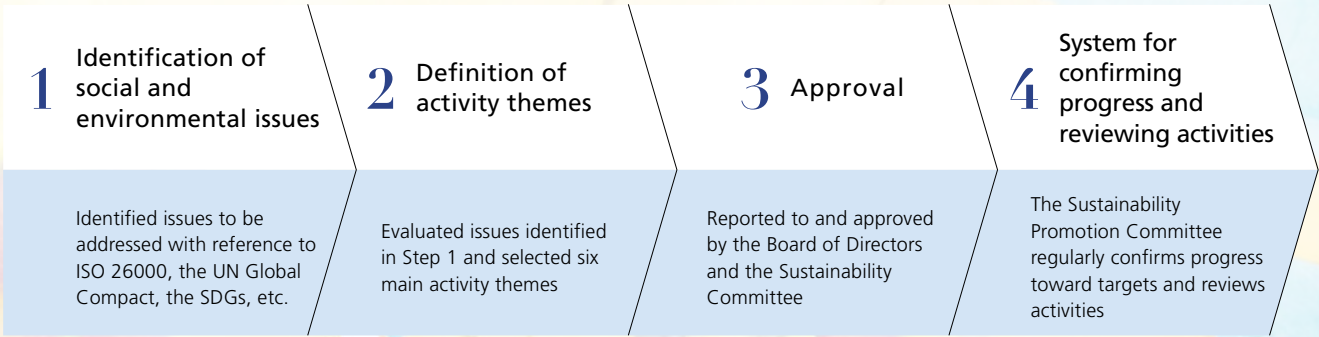 1
Identification of
social and
environmental issues
Identified issues to be
addressed with reference to
ISO 26000, the UN Global
Compact, the SDGs, etc.
2
Definition of
activity themes
Evaluated issues identified
in Step 1 and selected six
main activity themes
3
Approval
Reported to and approved
by the Board of Directors
and the Sustainability
Committee
4
System for
confirming
progress and
reviewing activities
The Sustainability
Promotion Committee
regularly confirms progress
toward targets and reviews
activities